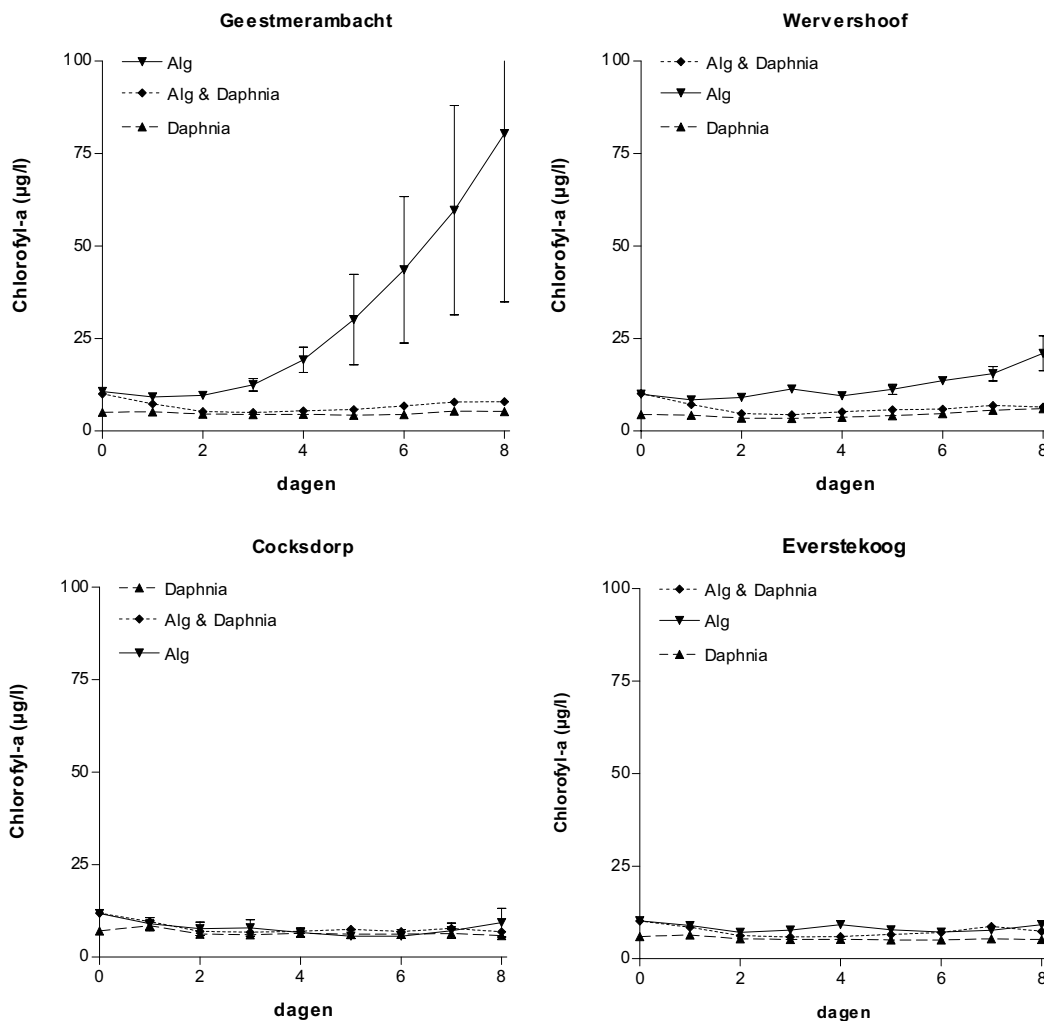 Geestmerambacht
Chlorofyl-a (µg/l)
100
75
50
25
0
Alg
Alg & Daphnia
Daphnia
0 2 4 6 8
dagen
Wervershoof
Chlorofyl-a (µg/l)
100
75
50
25
0
Alg & Daphnia
Alg
Daphnia
0 2 4 6 8
dagen
Cocksdorp
Chlorofyl-a (µg/l)
100
75
50
25
0
Daphnia
Alg & Daphnia
Alg
0 2 4 6 8
dagen
Everstekoog
Chlorofyl-a (µg/l)
100
75
50
25
0
Alg & Daphnia
Alg
Daphnia
0 2 4 6 8
dagen